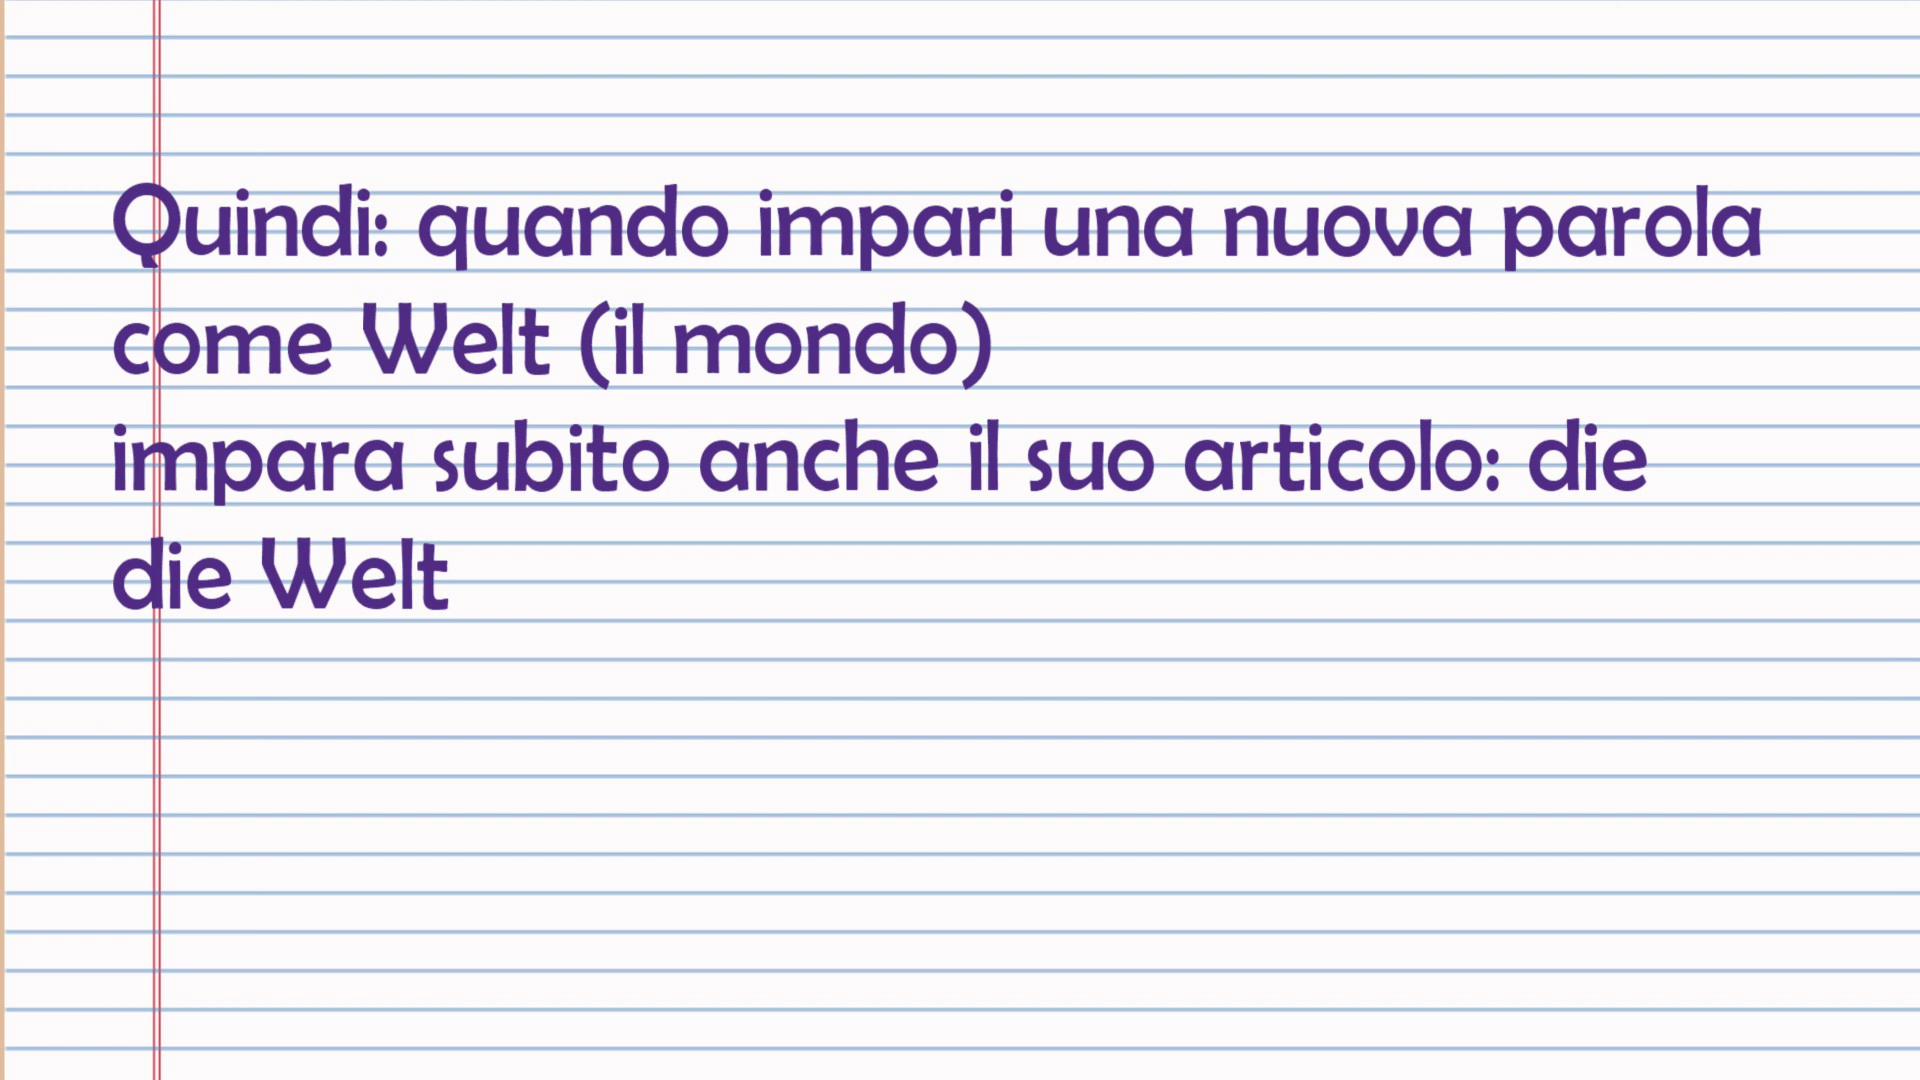 Quindi: quando impari una nuova parola
come Welt (il mondo)
impara subito anche il suo articolo: die
die Welt